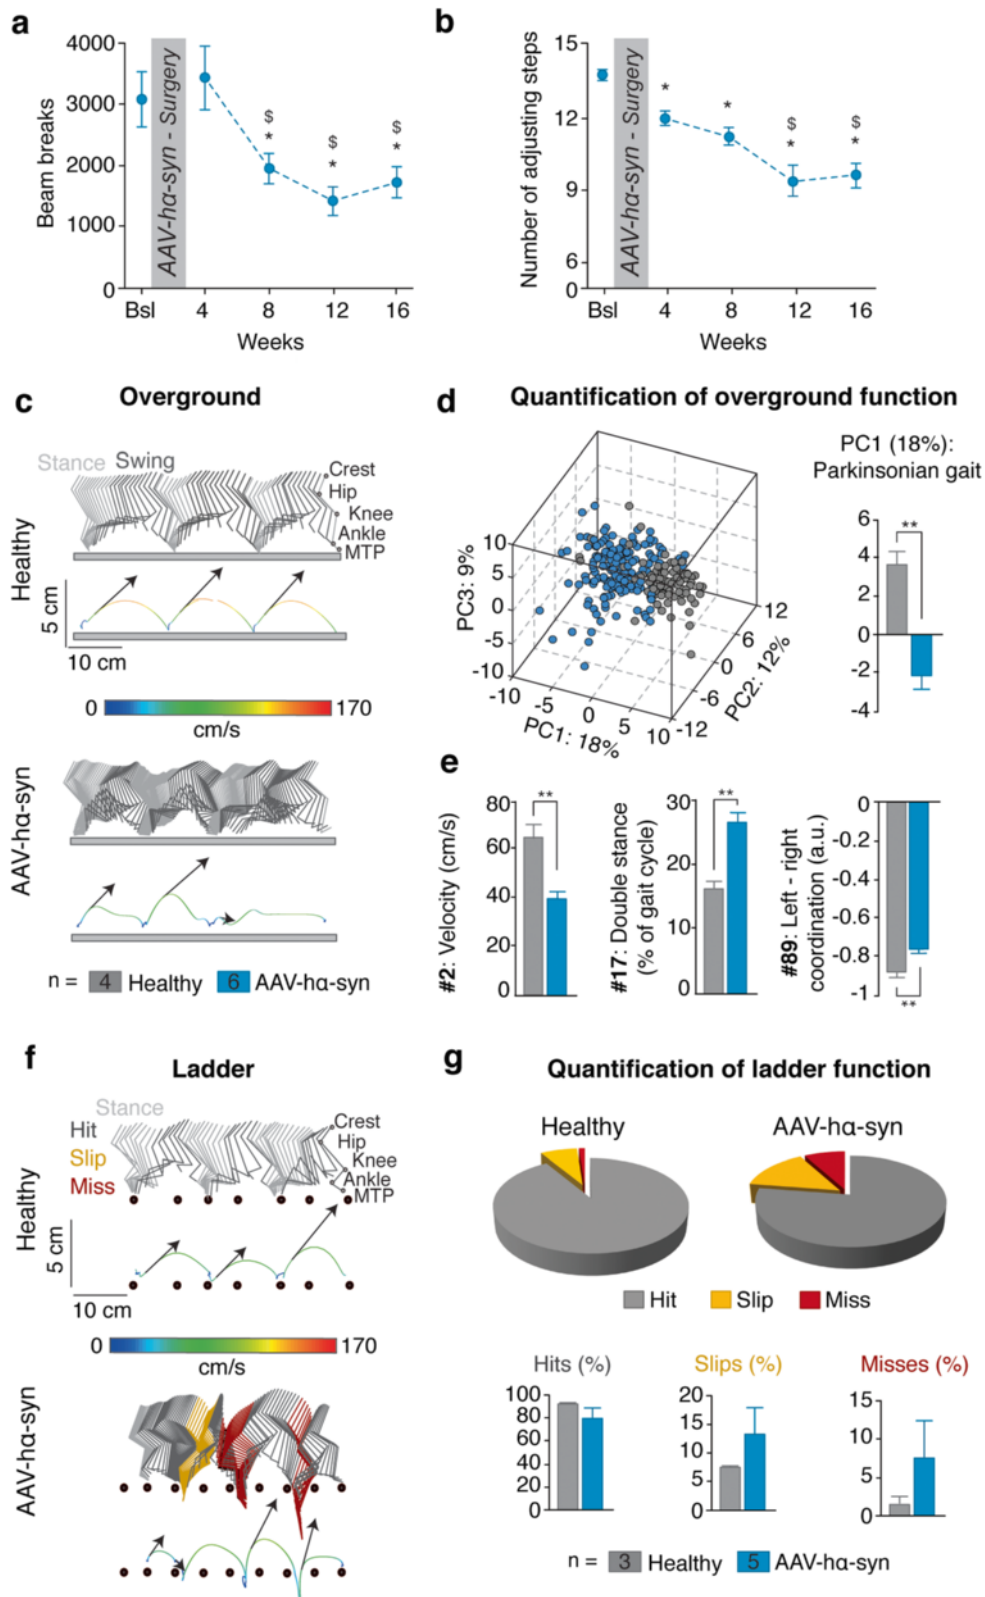 a
4000
3000
2000
1000
0
Beam breaks
AAV-hα-syn - Surgery
$
*
$
*
$
*
Bsl 4 8 12 16
Weeks
b
15
12
9
6
0
Number of adjusting steps
AAV-hα-syn - Surgery
*
*
$
*
$
*
Bsl 4 8 12 16
Weeks
c
Overground
Stance Swing
Crest
Hip
Knee
Ankle
MTP
Healthy
5 cm
10 cm
0 170
cm/s
AAV-hα-syn
n = 4 Healthy 6 AAV-hα-syn
d
Quantification of overground function
PC3: 9%
10
5
0
-5
-10
-10
-5
0
5
10
PC1: 18%
-12
-6
0
6
12
PC2: 12%
PC1 (18%):
Parkinsonian gait
6
4
2
0
-2
-4
**
e
#2: Velocity (cm/s)
80
60
40
20
0
**
#17: Double stance
(% of gait cycle)
30
20
10
0
**
#89: Left - right
coordination (a.u.)
0
-0.2
-0.4
-0.6
-0.8
-1
**
f
Ladder
Stance
Hit
Slip
Miss
Crest
Hip
Knee
Ankle
MTP
Healthy
5 cm
10 cm
0 170
cm/s
AAV-hα-syn
g
Quantification of ladder function
Healthy
AAV-hα-syn
Hit Slip Miss
Hits (%)
100
80
60
40
20
0
Slips (%)
20
15
10
5
0
Misses (%)
15
10
5
0
n = 3 Healthy 5 AAV-hα-syn